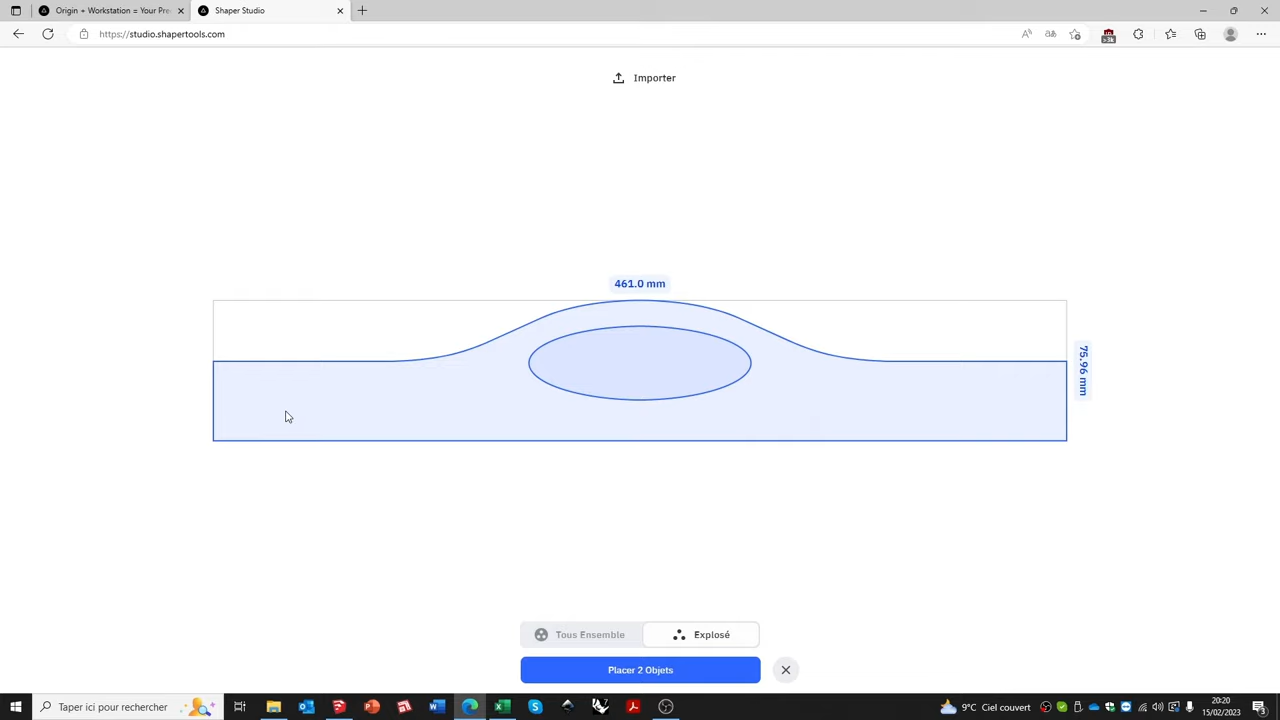 Origin + Workstation = Your Pre
Shaper Studio
https://studio.shapertools.com
Importer
461.0 mm
75.96 mm
Tous Ensemble
Explosé
Placer 2 Objets
Taper ici pour rechercher
9°C Ciel couvert
20:20
15/02/2023